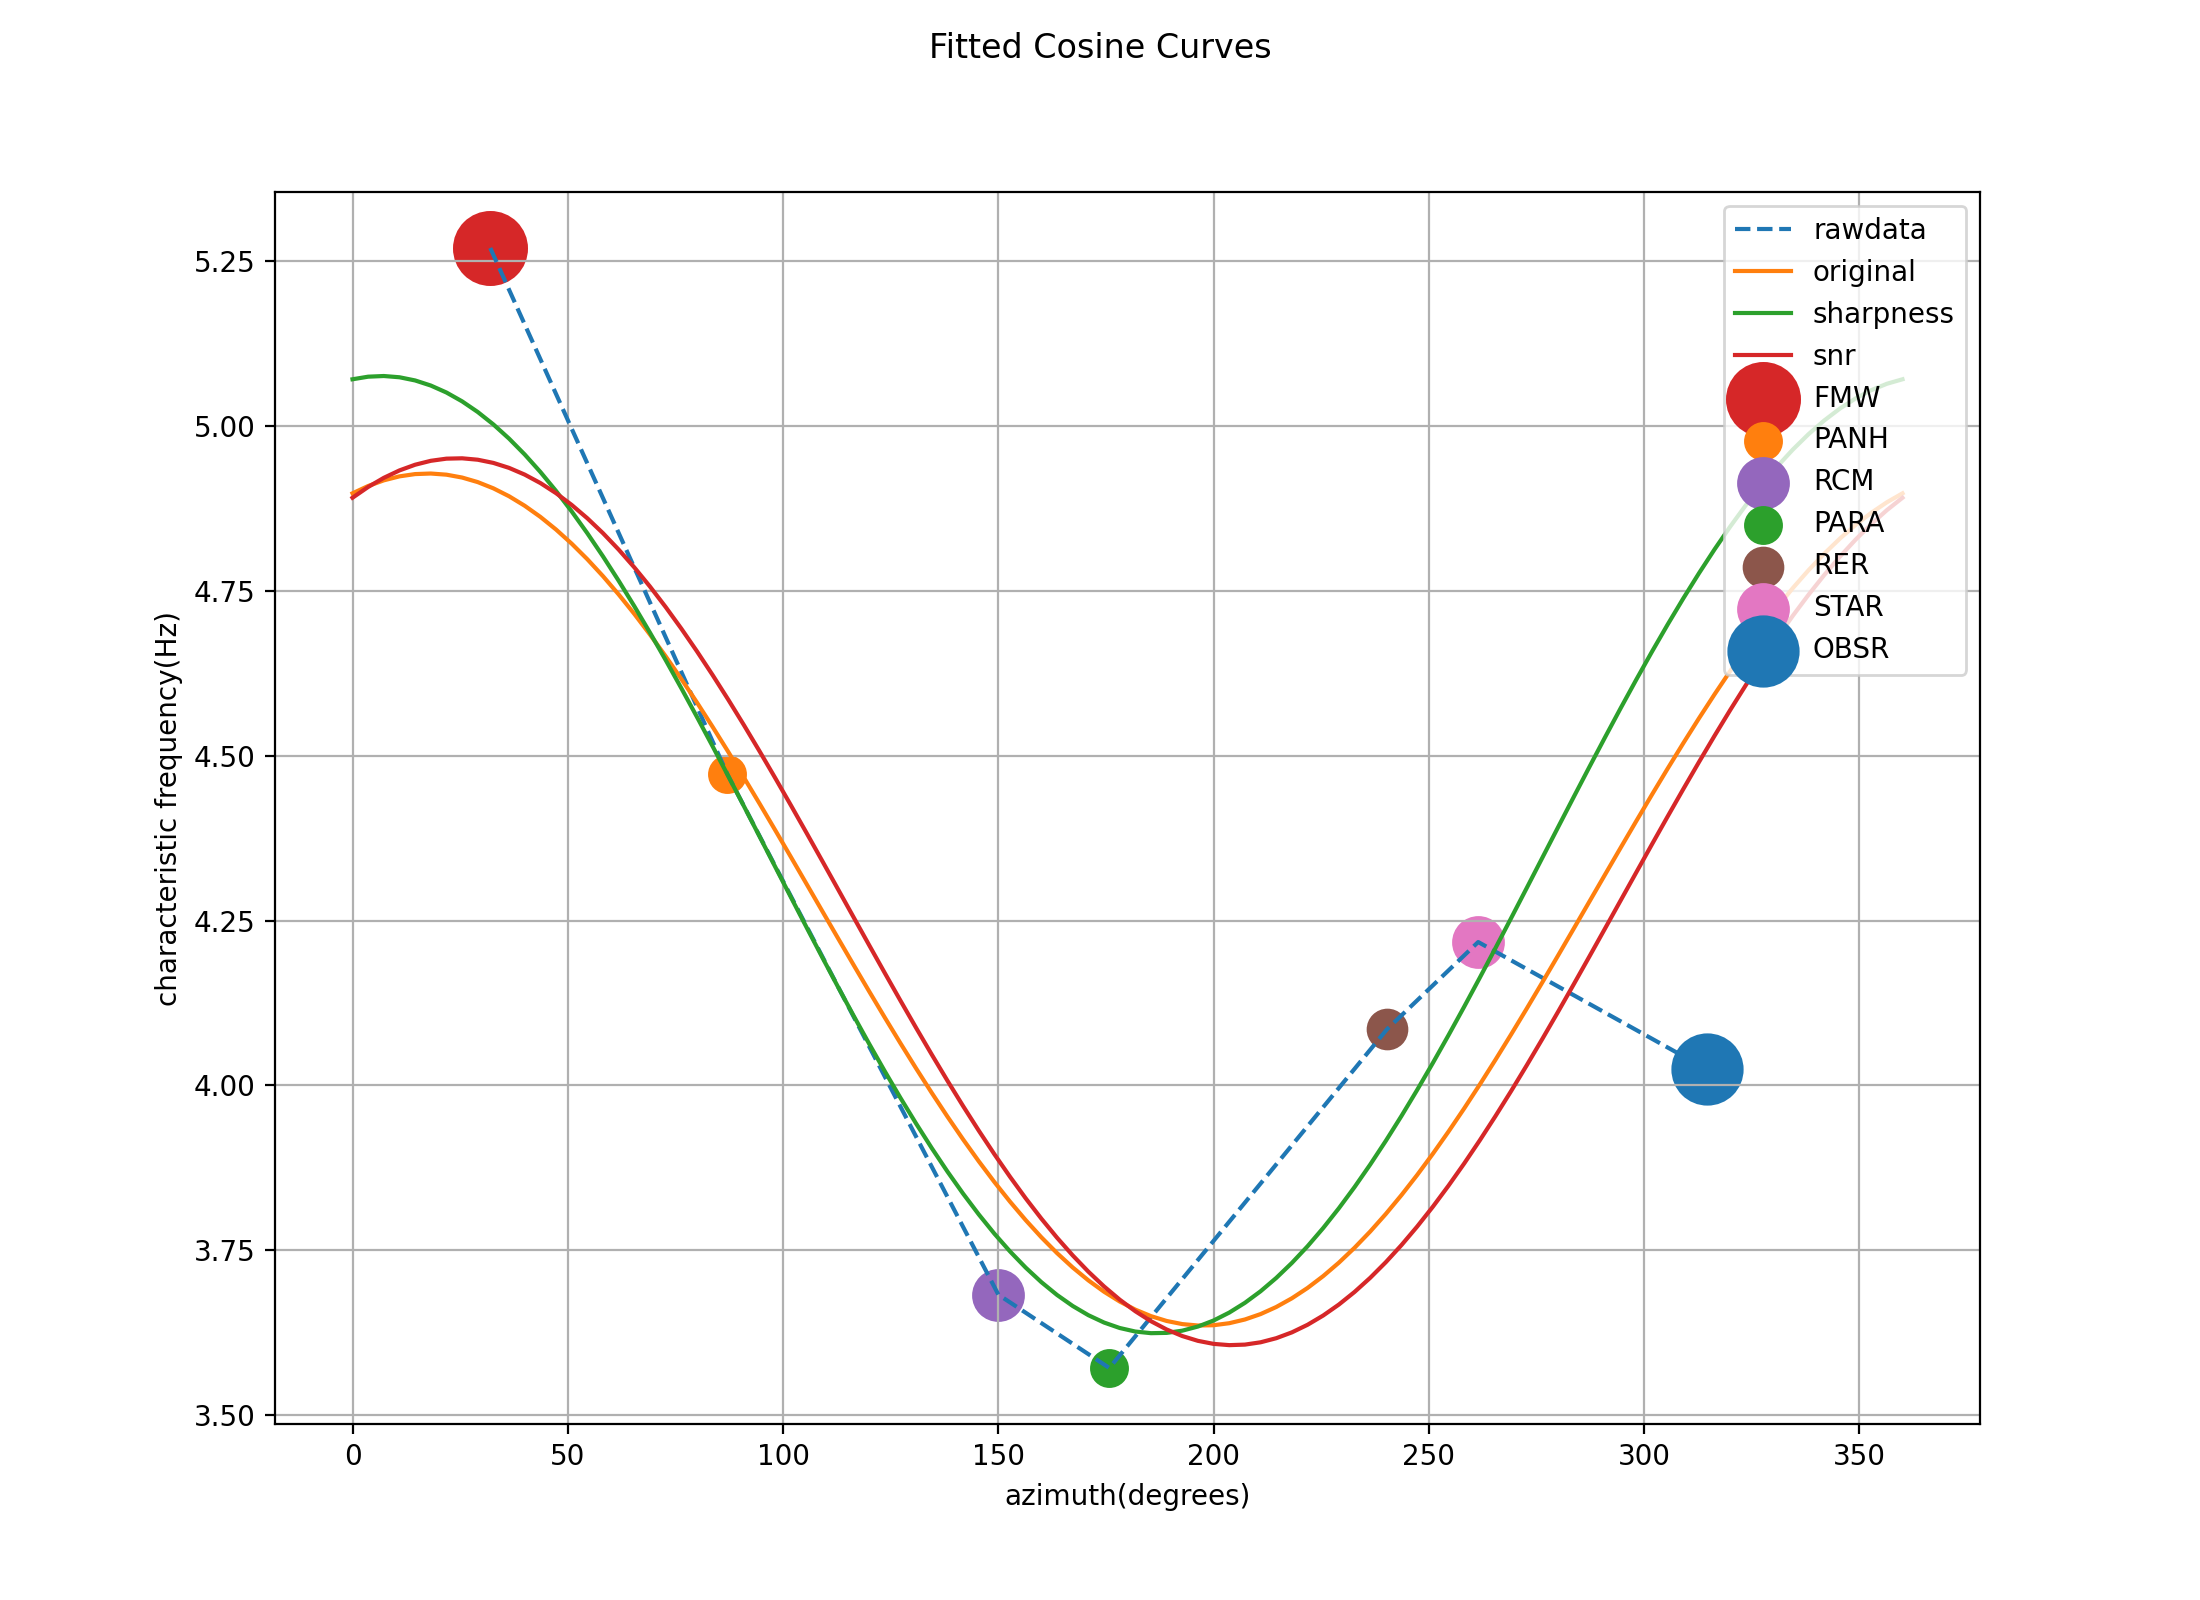 Fitted Cosine Curves
5.25
5.00
4.75
4.50
4.25
4.00
3.75
3.50
characteristic frequency(Hz)
rawdata
original
sharpness
snr
FMW
PANH
RCM
PARA
RER
STAR
OBSR
0 50 100 150 200 250 300 350
azimuth(degrees)